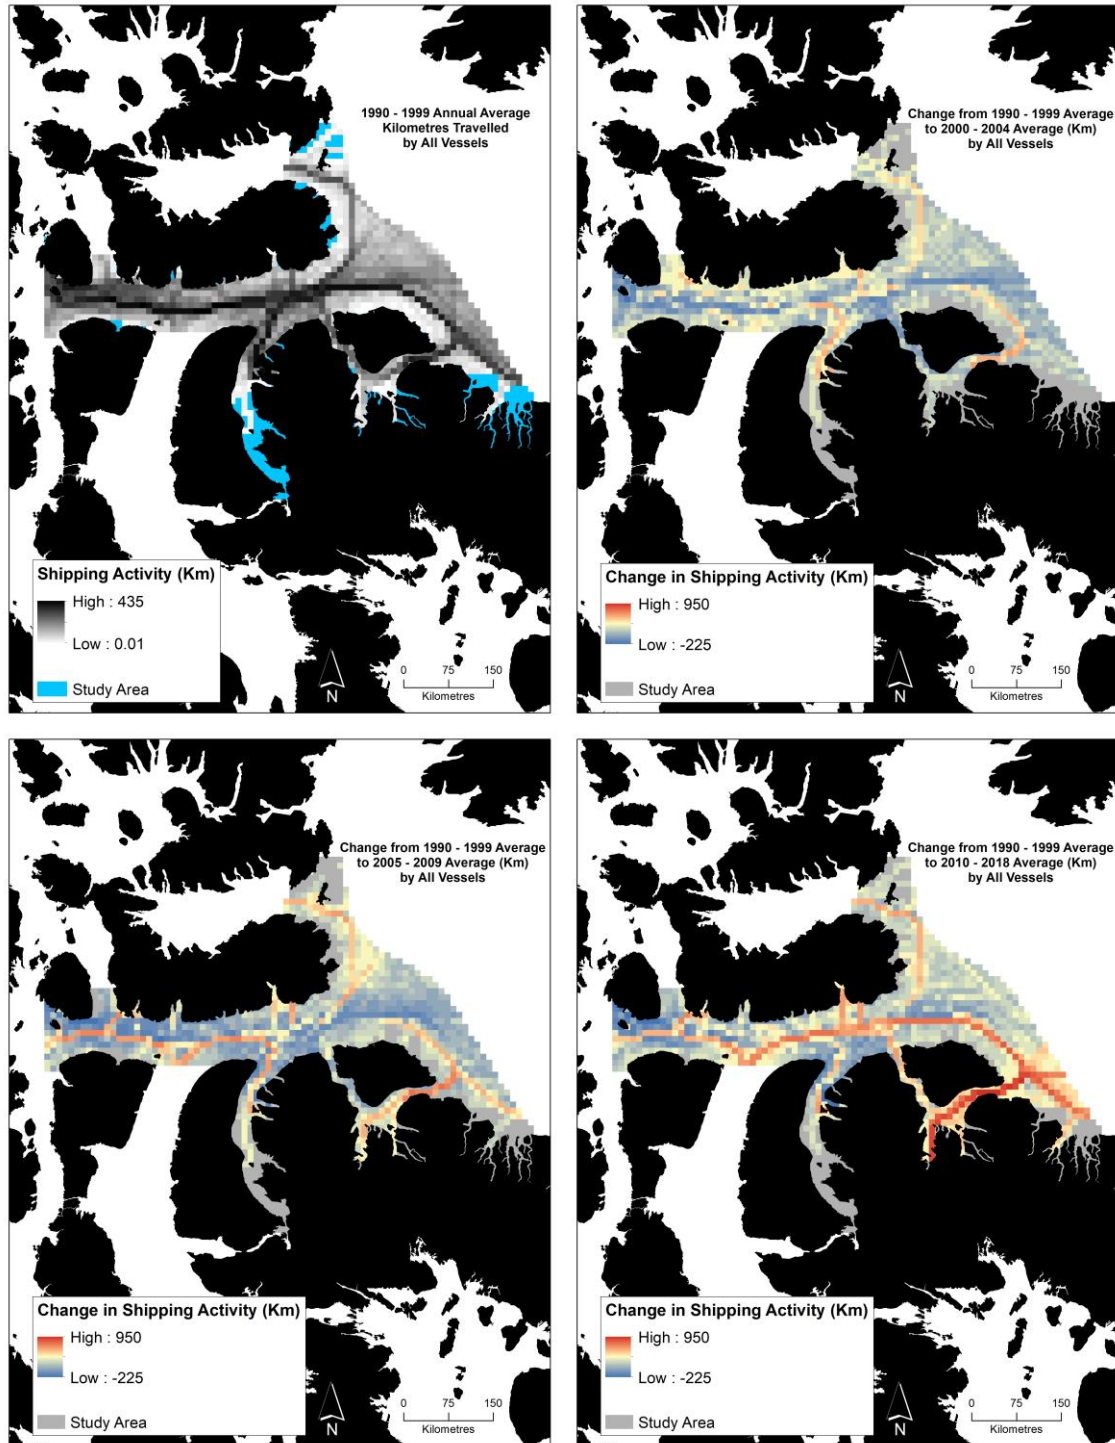 1990 - 1999 Annual Average
Kilometres Travelled
by All Vessels
Shipping Activity (Km)
High : 435
Low : 0.01
Study Area
N
0 75 150
Kilometres
Change from 1990 - 1999 Average
to 2000 - 2004 Average (Km)
by All Vessels
Change in Shipping Activity (Km)
High : 950
Low : -225
Study Area
N
0 75 150
Kilometres
Change from 1990 - 1999 Average
to 2005 - 2009 Average (Km)
by All Vessels
Change in Shipping Activity (Km)
High : 950
Low : -225
Study Area
N
0 75 150
Kilometres
Change from 1990 - 1999 Average
to 2010 - 2018 Average (Km)
by All Vessels
Change in Shipping Activity (Km)
High : 950
Low : -225
Study Area
N
0 75 150
Kilometres